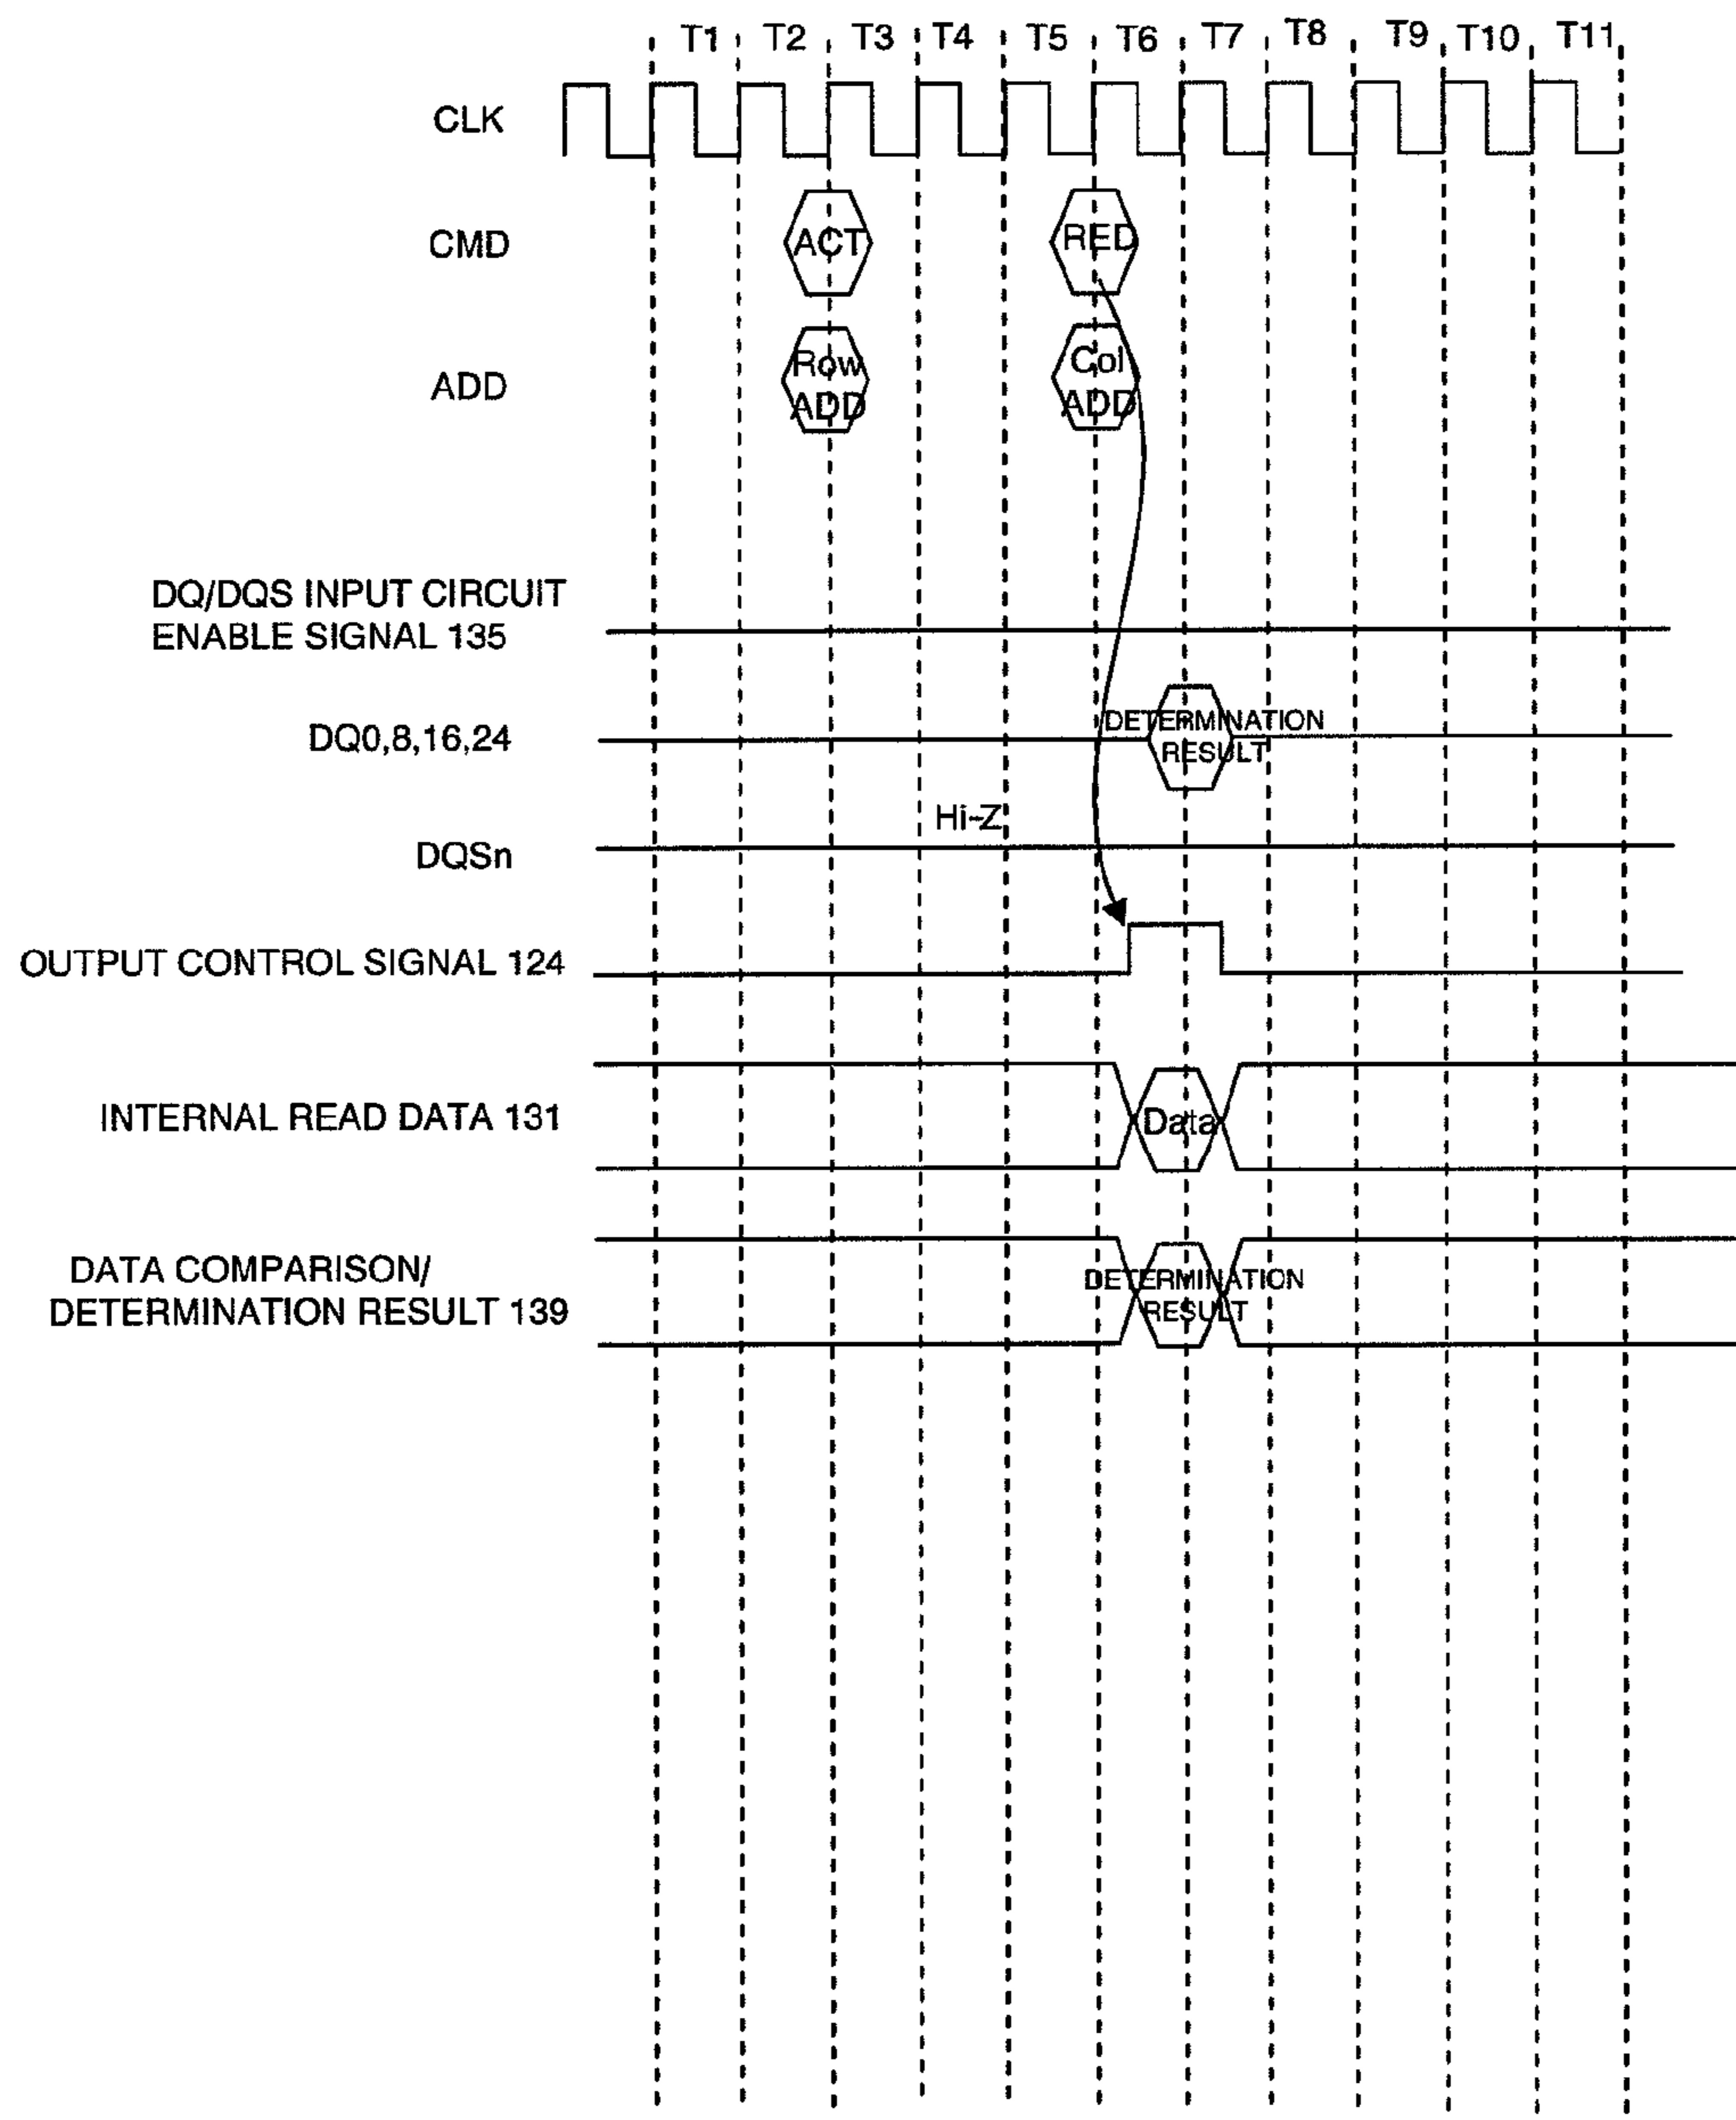 T1 T2 T3 T4 T5 T6 T7 T8 T9 T10 T11
CLK
CMD
ACT
RED
ADD
Row
ADD
Col
ADD
DQ/DQS INPUT CIRCUIT
ENABLE SIGNAL 135
DQ0,8,16,24
DETERMINATION
RESULT
Hi-Z
DQSn
OUTPUT CONTROL SIGNAL 124
INTERNAL READ DATA 131
Data
DATA COMPARISON/
DETERMINATION RESULT 139
DETERMINATION
RESULT